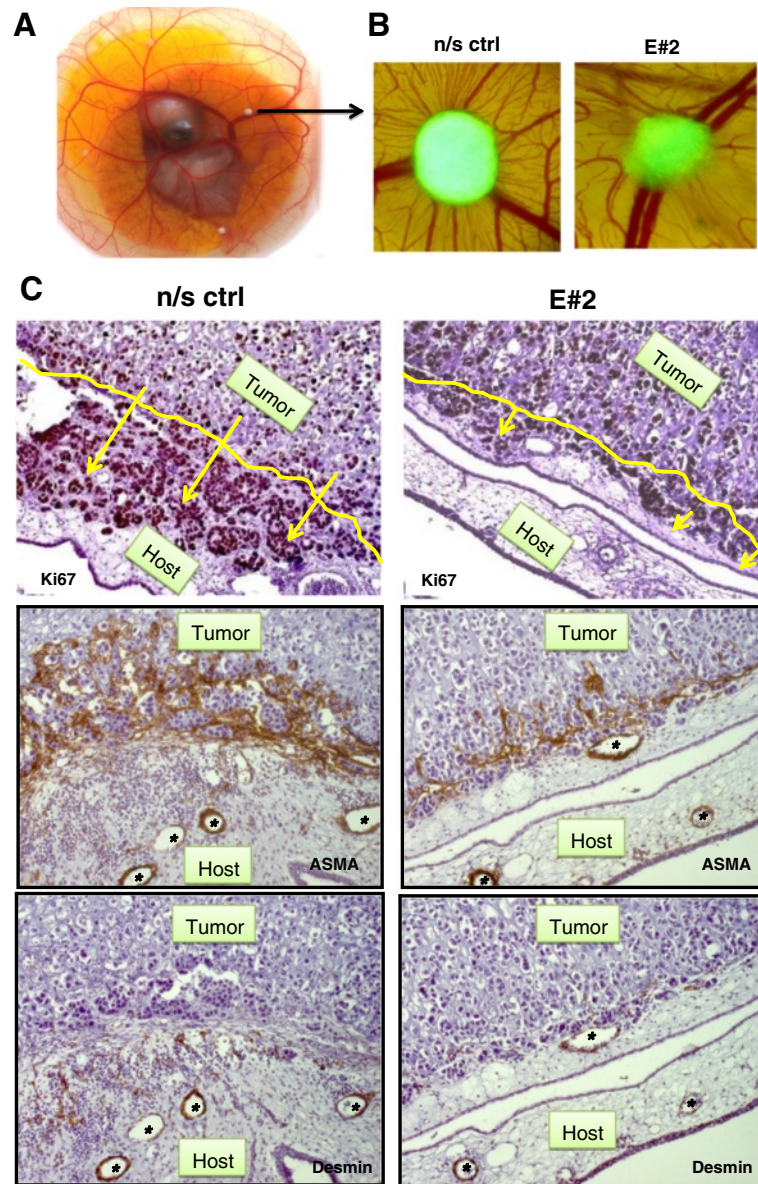 A
B
n/s ctrl
E#2
C
n/s ctrl
E#2
Tumor
Host
Ki67
Tumor
Host
Ki67
Tumor
Host
ASMA
Tumor
Host
ASMA
Tumor
Host
Desmin
Tumor
Host
Desmin